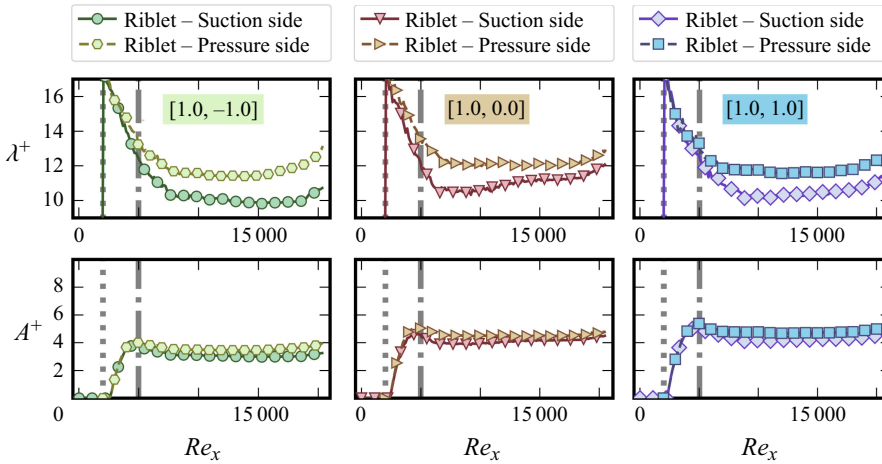 Riblet – Suction side
Riblet – Pressure side
Riblet – Suction side
Riblet – Pressure side
Riblet – Suction side
Riblet – Pressure side
16
14
12
10
λ+
[1.0, –1.0]
[1.0, 0.0]
[1.0, 1.0]
0
15 000
0
15 000
0
15 000
8
6
4
2
0
A+
0
15 000
0
15 000
0
15 000
Rex
Rex
Rex